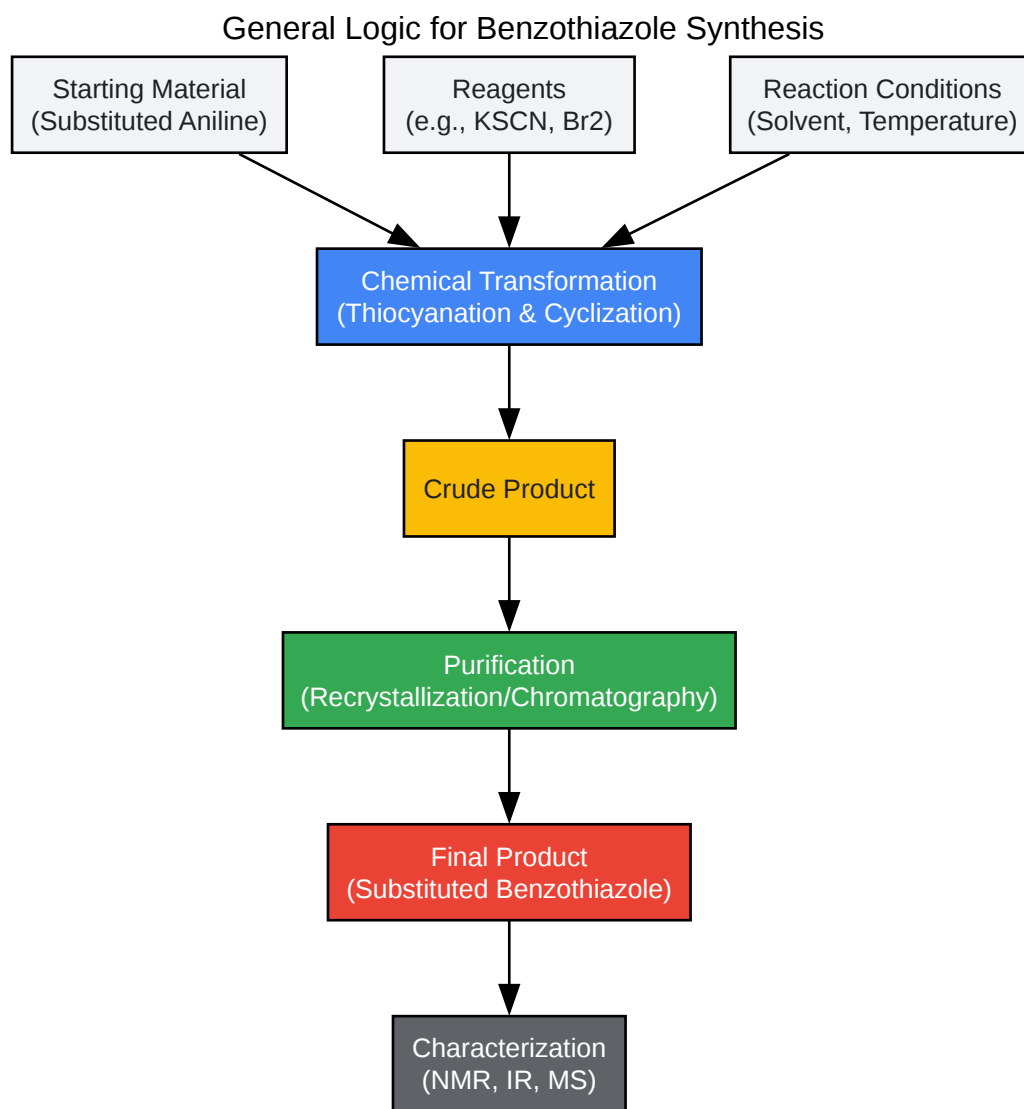 General Logic for Benzothiazole Synthesis
Starting Material
(Substituted Aniline)
Reagents
(e.g., KSCN, Br2)
Reaction Conditions
(Solvent, Temperature)
Chemical Transformation
(Thiocyanation & Cyclization)
Crude Product
Purification
(Recrystallization/Chromatography)
Final Product
(Substituted Benzothiazole)
Characterization
(NMR, IR, MS)